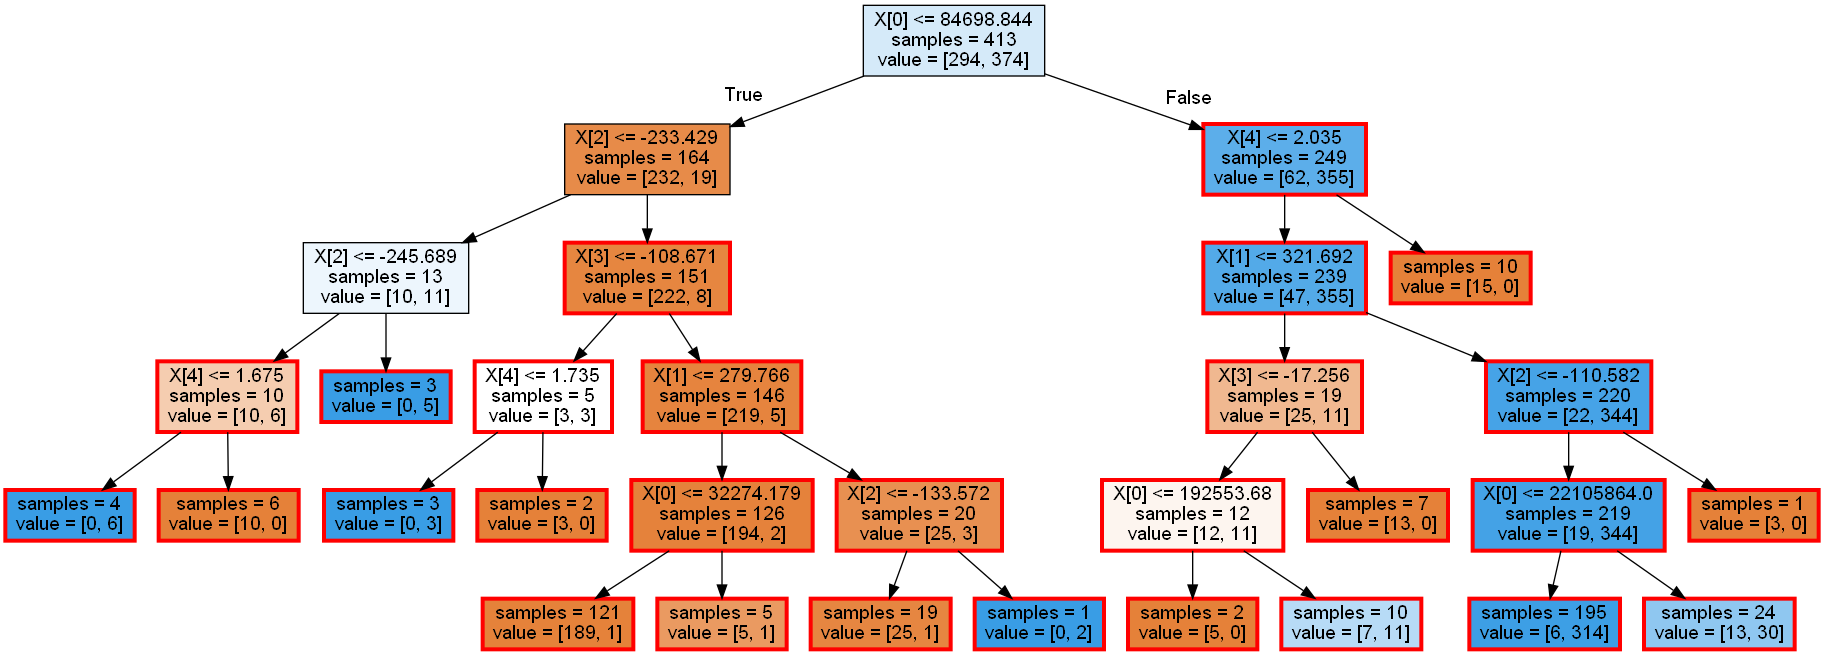 X[0] <= 84698.844
samples = 413
value = [294, 374]
True
False
X[2] <= -233.429
samples = 164
value = [232, 19]
X[4] <= 2.035
samples = 249
value = [62, 355]
X[2] <= -245.689
samples = 13
value = [10, 11]
X[3] <= -108.671
samples = 151
value = [222, 8]
X[1] <= 321.692
samples = 239
value = [47, 355]
samples = 10
value = [15, 0]
X[4] <= 1.675
samples = 10
value = [10, 6]
samples = 3
value = [0, 5]
X[4] <= 1.735
samples = 5
value = [3, 3]
X[1] <= 279.766
samples = 146
value = [219, 5]
X[3] <= -17.256
samples = 19
value = [25, 11]
X[2] <= -110.582
samples = 220
value = [22, 344]
samples = 4
value = [0, 6]
samples = 6
value = [10, 0]
samples = 3
value = [0, 3]
samples = 2
value = [3, 0]
X[0] <= 32274.179
samples = 126
value = [194, 2]
X[2] <= -133.572
samples = 20
value = [25, 3]
X[0] <= 192553.68
samples = 12
value = [12, 11]
samples = 7
value = [13, 0]
X[0] <= 22105864.0
samples = 219
value = [19, 344]
samples = 1
value = [3, 0]
samples = 121
value = [189, 1]
samples = 5
value = [5, 1]
samples = 19
value = [25, 1]
samples = 1
value = [0, 2]
samples = 2
value = [5, 0]
samples = 10
value = [7, 11]
samples = 195
value = [6, 314]
samples = 24
value = [13, 30]